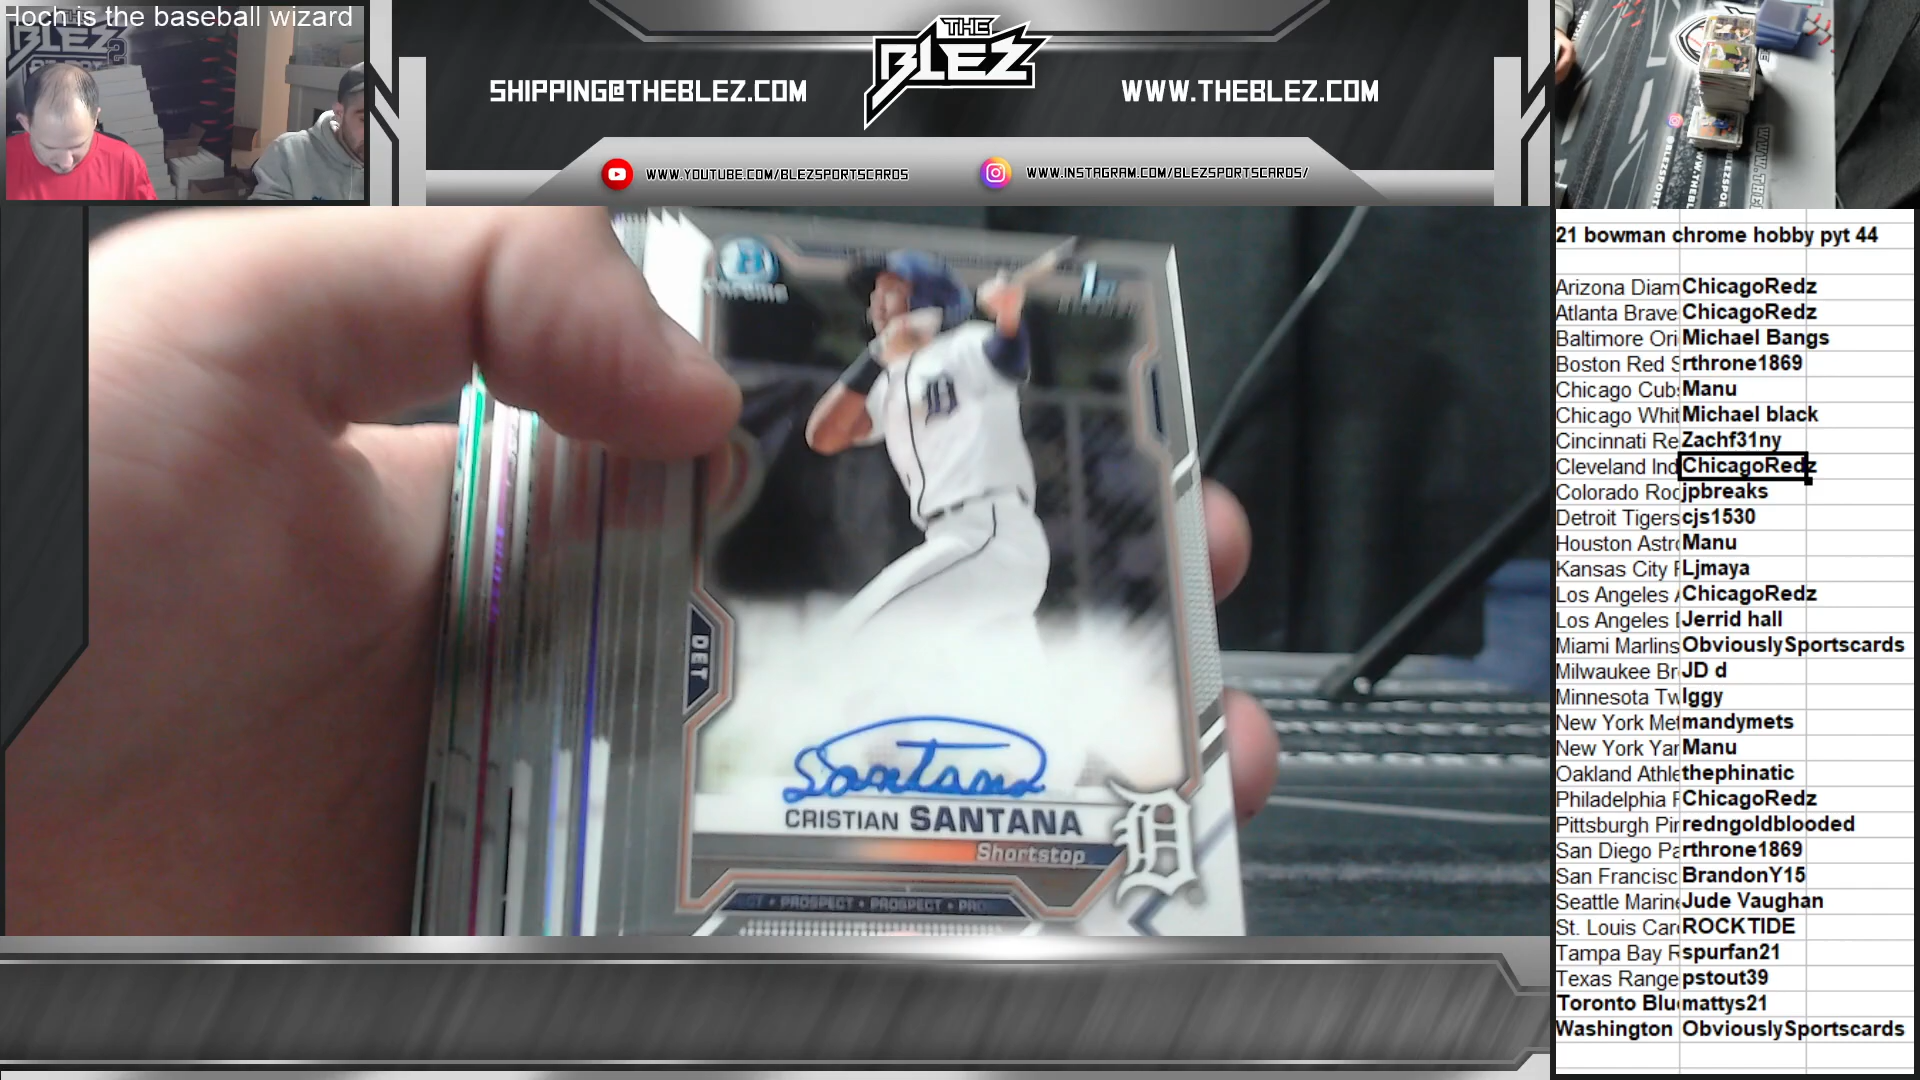 Hoch is the baseball wizard
THE
BLEZ
SHIPPING@THEBLEZ.COM
WWW.THEBLEZ.COM
WWW.YOUTUBE.COM/BLEZSPORTSCARDS
WWW.INSTAGRAM.COM/BLEZSPORTSCARDS/
D
DET
Santana
CRISTIAN SANTANA
Shortstop
PROSPECT • PROSPECT
21 bowman chrome hobby pyt 44
Arizona Diam ChicagoRedz
Atlanta Brave ChicagoRedz
Baltimore Ori Michael Bangs
Boston Red S rthrone1869
Chicago Cubs Manu
Chicago Whit Michael black
Cincinnati Re Zachf31ny
Cleveland Ind ChicagoRedz
Colorado Roc jpbreaks
Detroit Tigers cjs1530
Houston Astro Manu
Kansas City F Ljmaya
Los Angeles A ChicagoRedz
Los Angeles D Jerrid hall
Miami Marlins ObviouslySportscards
Milwaukee Br JD d
Minnesota Tw Iggy
New York Met mandymets
New York Yan Manu
Oakland Athle thephinatic
Philadelphia F ChicagoRedz
Pittsburgh Pir redngoldblooded
San Diego Pa rthrone1869
San Francisc BrandonY15
Seattle Marine Jude Vaughan
St. Louis Card ROCKTIDE
Tampa Bay R spurfan21
Texas Range pstout39
Toronto Blue mattys21
Washington ObviouslySportscards